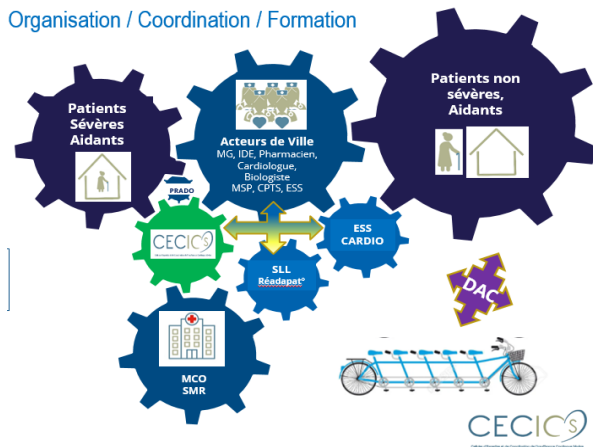 Organisation / Coordination / Formation
Patients
Sévères
Aidants
Acteurs de Ville
MG, IDE, Pharmacien,
Cardiologue,
Biologiste
MSP, CPTS, ESS
Patients non
sévères,
Aidants
PRADO
CECICS
ESS
CARDIO
SLL
Réadapat°
DAC
MCO
SMR
CECICS